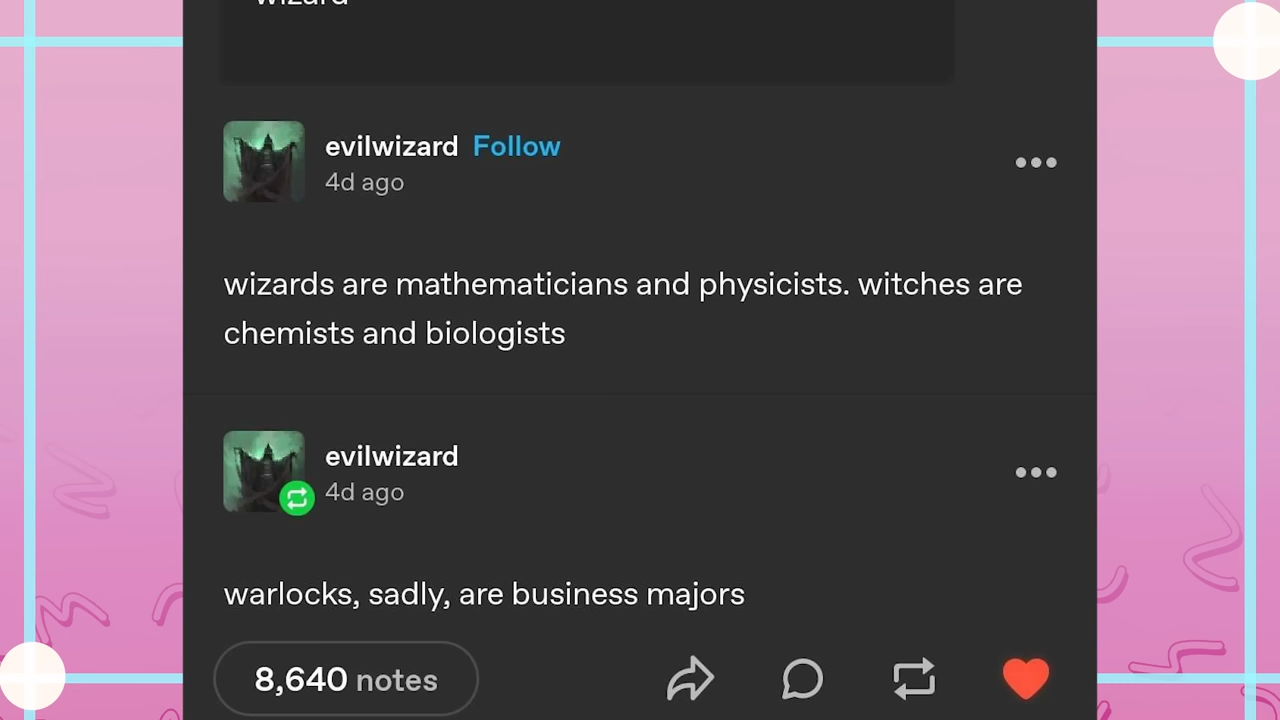 wizard
evilwizard Follow
4d ago
wizards are mathematicians and physicists. witches are
chemists and biologists
evilwizard
4d ago
warlocks, sadly, are business majors
8,640 notes